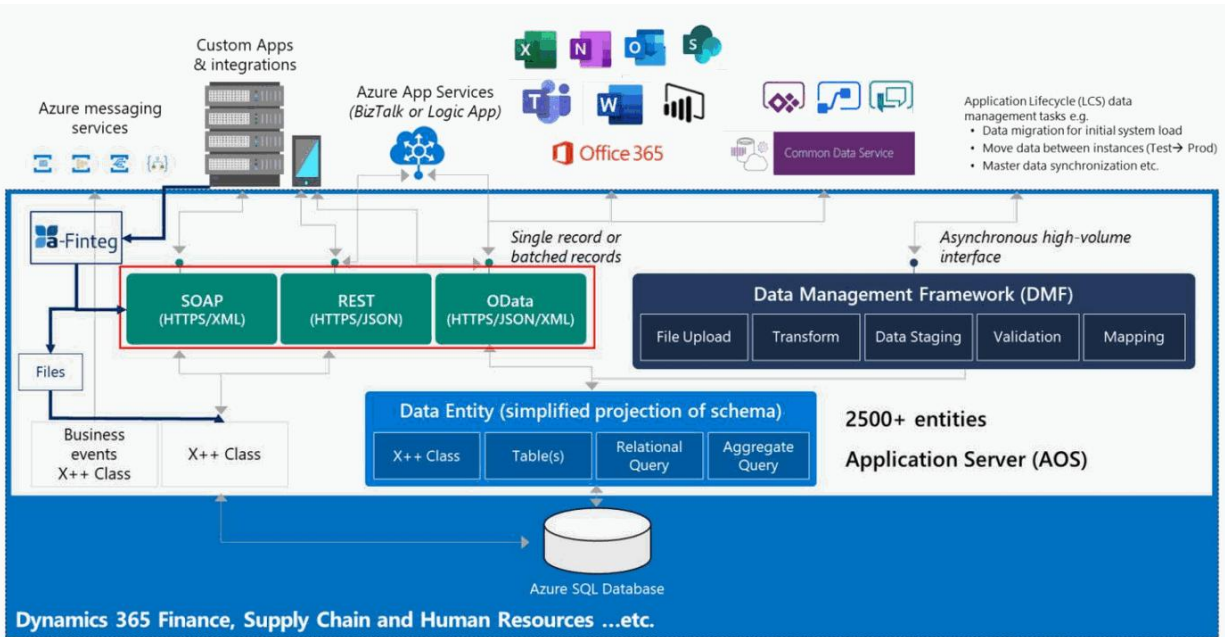 Custom Apps
& integrations
Azure messaging
services
Azure App Services
(BizTalk or Logic App)
X
N
O
S
T
W
Office 365
Common Data Service
Application Lifecycle (LCS) data
management tasks e.g.
• Data migration for initial system load
• Move data between instances (Test→ Prod)
• Master data synchronization etc.
a-Finteg
Single record or
batched records
Asynchronous high-volume
interface
SOAP
(HTTPS/XML)
REST
(HTTPS/JSON)
OData
(HTTPS/JSON/XML)
Data Management Framework (DMF)
File Upload
Transform
Data Staging
Validation
Mapping
Files
Business
events
X++ Class
X++ Class
Data Entity (simplified projection of schema)
X++ Class
Table(s)
Relational
Query
Aggregate
Query
2500+ entities
Application Server (AOS)
Azure SQL Database
Dynamics 365 Finance, Supply Chain and Human Resources ...etc.